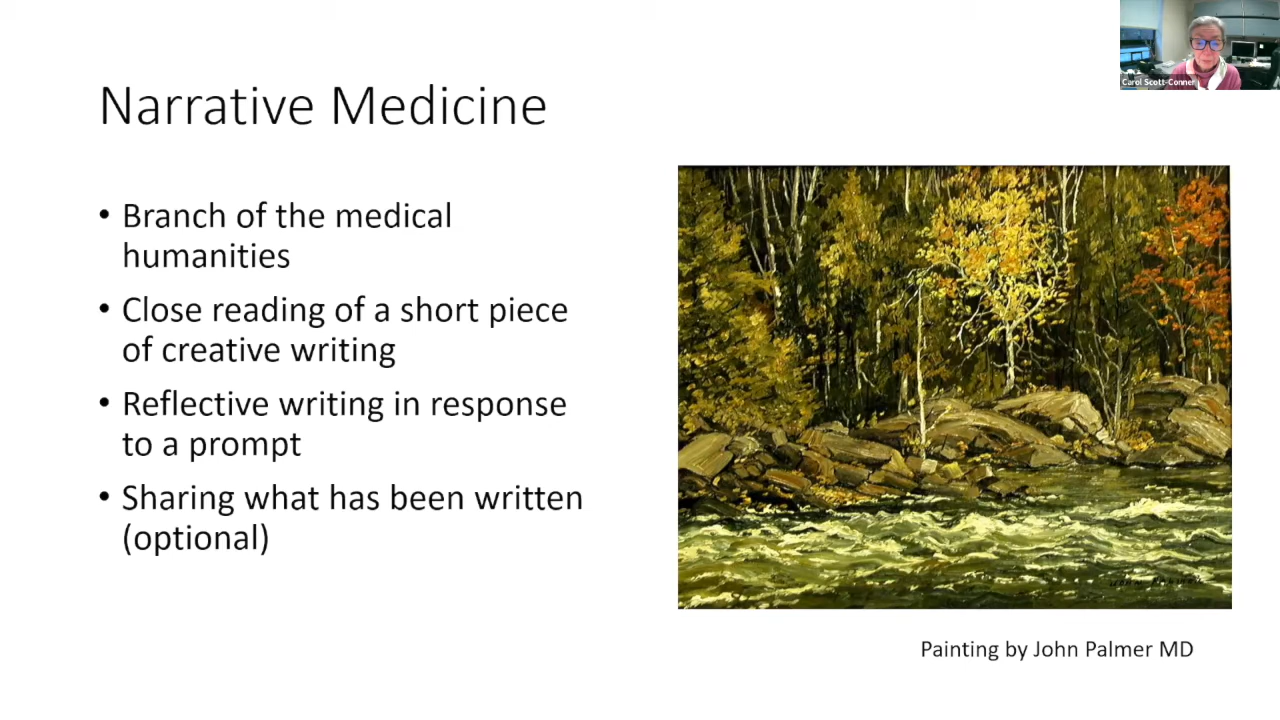 Carol Scott-Conner
Narrative Medicine
• Branch of the medical
humanities
• Close reading of a short piece
of creative writing
• Reflective writing in response
to a prompt
• Sharing what has been written
(optional)
Painting by John Palmer MD